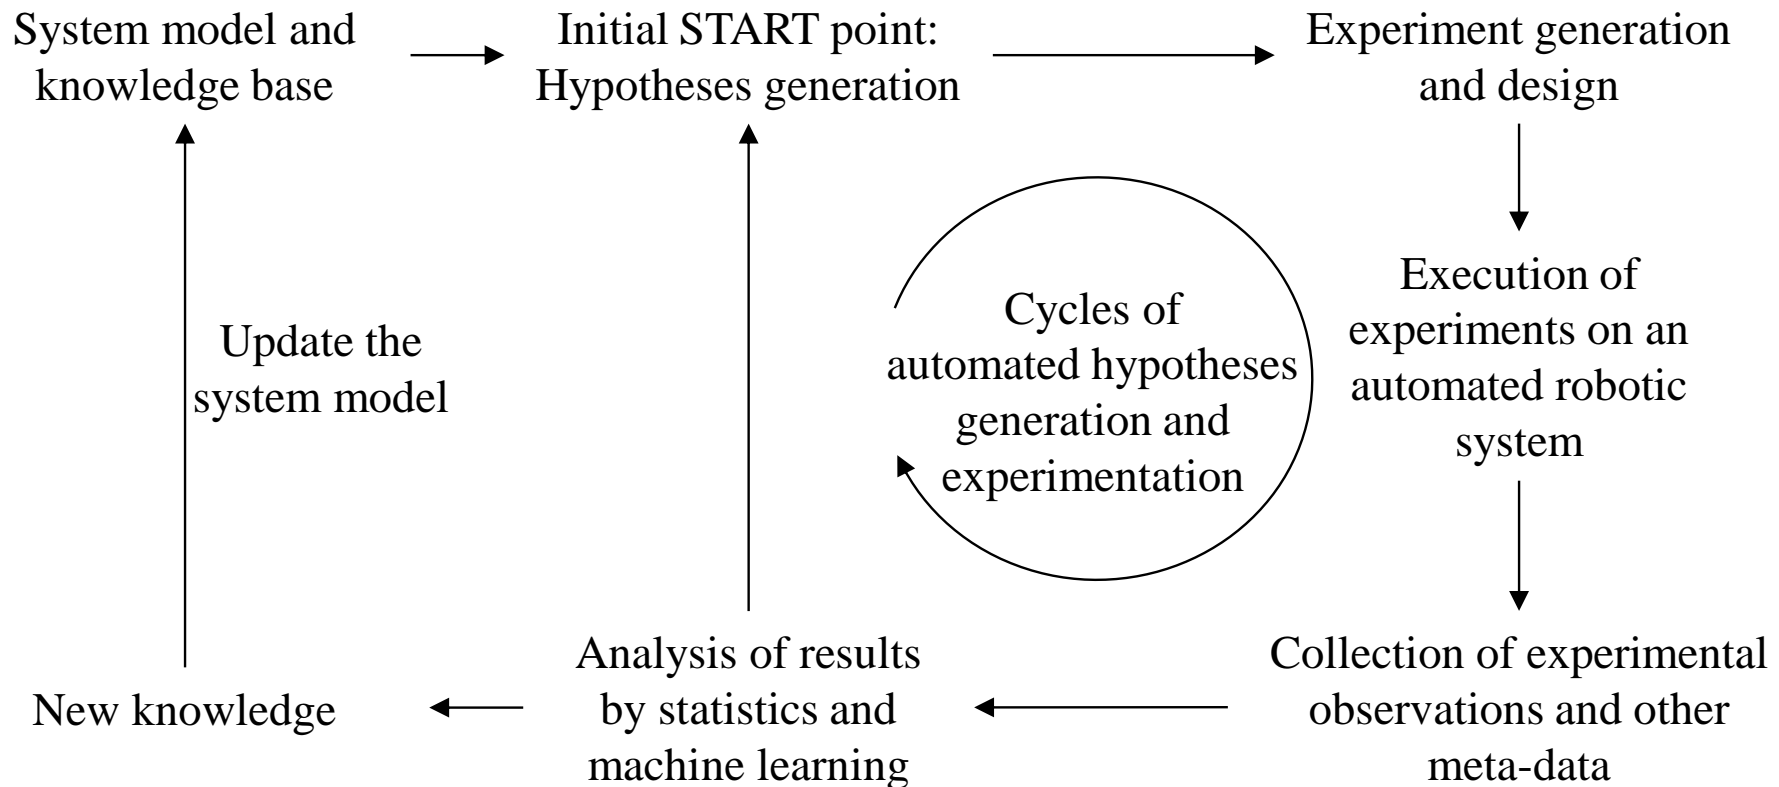 System model and
knowledge base
Initial START point:
Hypotheses generation
Experiment generation
and design
Execution of
experiments on an
automated robotic
system
Cycles of
automated hypotheses
generation and
experimentation
Update the
system model
Collection of experimental
observations and other
meta-data
Analysis of results
by statistics and
machine learning
New knowledge